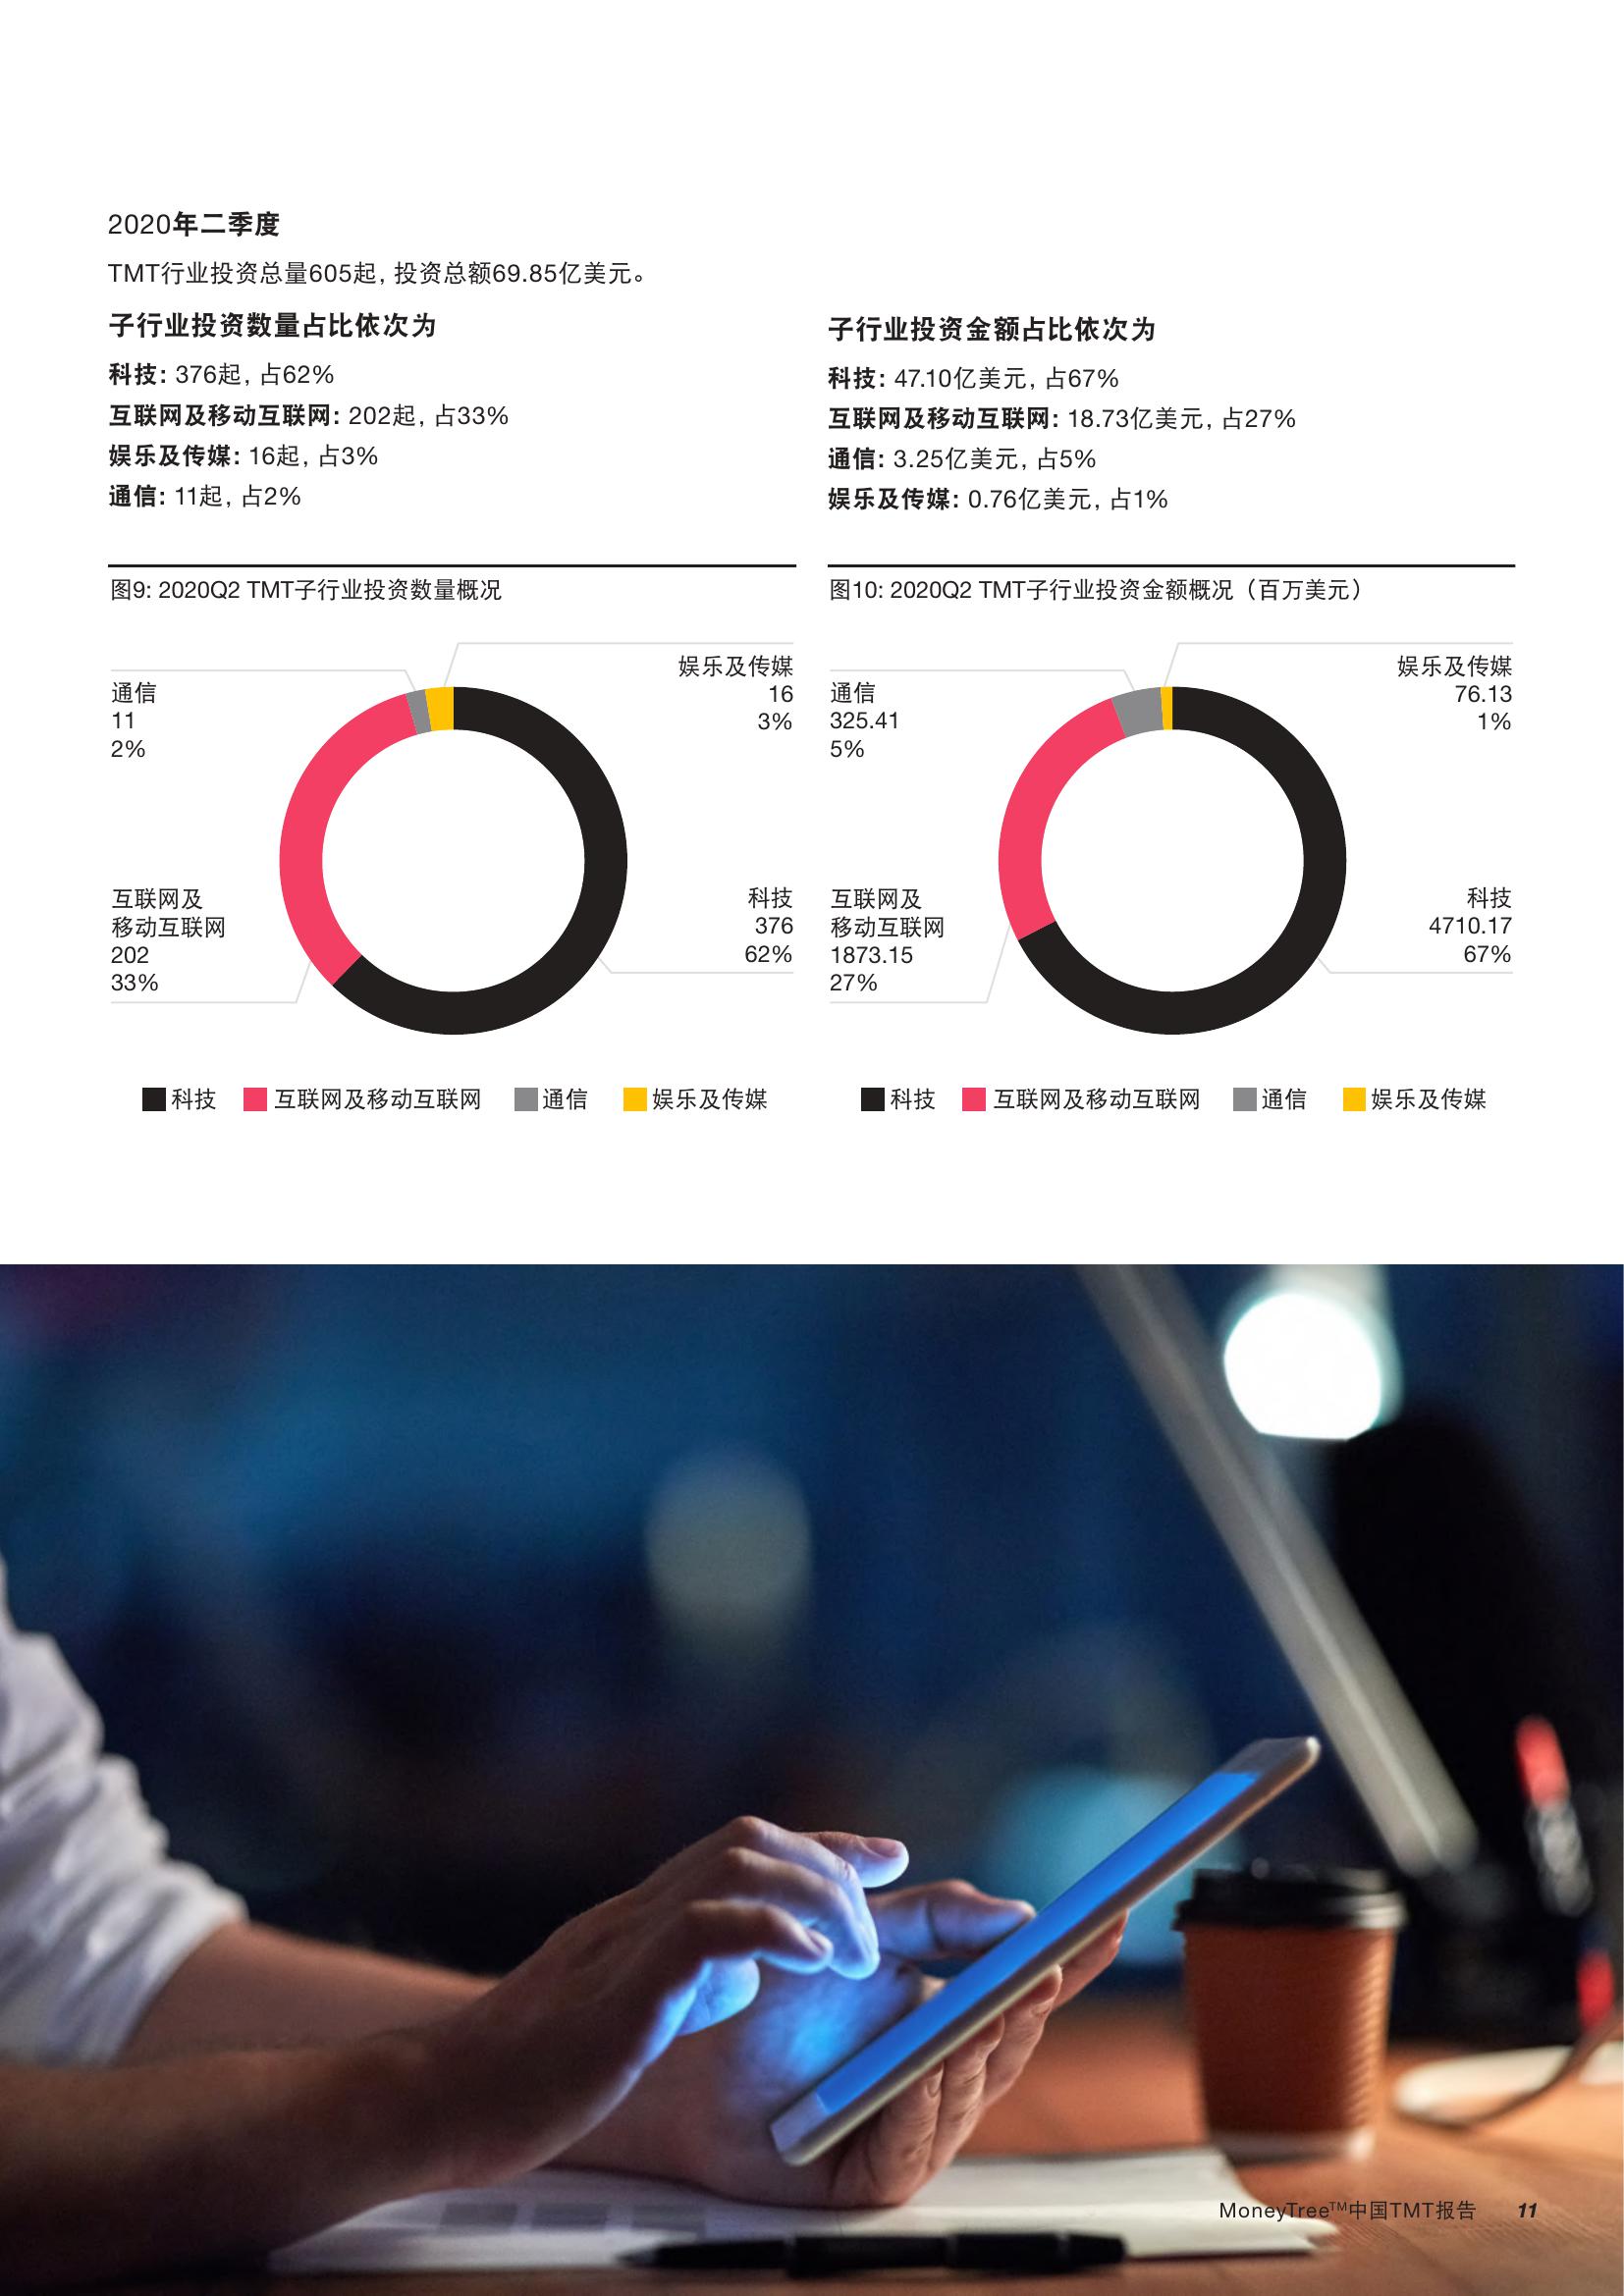 2020年二季度
TMT行业投资总量605起, 投资总额69.85亿美元。
子行业投资数量占比依次为
科技: 376起, 占62%
互联网及移动互联网: 202起, 占33%
娱乐及传媒: 16起, 占3%
通信: 11起, 占2%
子行业投资金额占比依次为
科技: 47.10亿美元, 占67%
互联网及移动互联网: 18.73亿美元, 占27%
通信: 3.25亿美元, 占5%
娱乐及传媒: 0.76亿美元, 占1%
图9: 2020Q2 TMT子行业投资数量概况
通信
11
2%
娱乐及传媒
16
3%
互联网及
移动互联网
202
33%
科技
376
62%
科技 互联网及移动互联网 通信 娱乐及传媒
图10: 2020Q2 TMT子行业投资金额概况（百万美元）
通信
325.41
5%
娱乐及传媒
76.13
1%
互联网及
移动互联网
1873.15
27%
科技
4710.17
67%
科技 互联网及移动互联网 通信 娱乐及传媒
MoneyTree™中国TMT报告 11